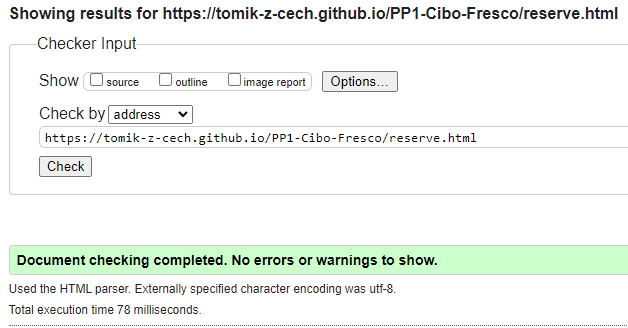 Showing results for https://tomik-z-cech.github.io/PP1-Cibo-Fresco/reserve.html
Checker Input
Show source outline image report Options...
Check by address
https://tomik-z-cech.github.io/PP1-Cibo-Fresco/reserve.html
Check
Document checking completed. No errors or warnings to show.
Used the HTML parser. Externally specified character encoding was utf-8.
Total execution time 78 milliseconds.